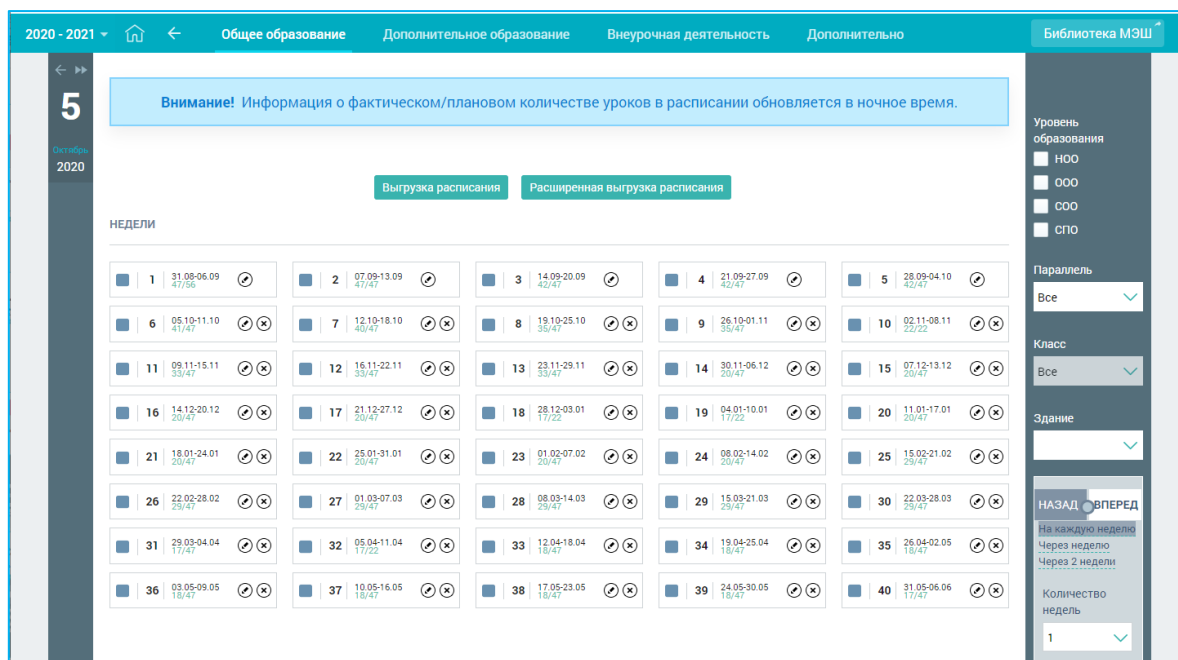 2020 - 2021 Общее образование Дополнительное образование Внеурочная деятельность Дополнительно Библиотека МЭШ
5
Октябрь
2020
Внимание! Информация о фактическом/плановом количестве уроков в расписании обновляется в ночное время.
Выгрузка расписания Расширенная выгрузка расписания
НЕДЕЛИ
1 31.08-06.09 47/56
2 07.09-13.09 47/47
3 14.09-20.09 42/47
4 21.09-27.09 42/47
5 28.09-04.10 42/47
6 05.10-11.10 41/47
7 12.10-18.10 40/47
8 19.10-25.10 35/47
9 26.10-01.11 35/47
10 02.11-08.11 22/22
11 09.11-15.11 33/47
12 16.11-22.11 33/47
13 23.11-29.11 33/47
14 30.11-06.12 20/47
15 07.12-13.12 20/47
16 14.12-20.12 20/47
17 21.12-27.12 20/47
18 28.12-03.01 17/22
19 04.01-10.01 17/22
20 11.01-17.01 20/47
21 18.01-24.01 20/47
22 25.01-31.01 20/47
23 01.02-07.02 20/47
24 08.02-14.02 20/47
25 15.02-21.02 29/47
26 22.02-28.02 29/47
27 01.03-07.03 29/47
28 08.03-14.03 29/47
29 15.03-21.03 29/47
30 22.03-28.03 29/47
31 29.03-04.04 17/47
32 05.04-11.04 17/22
33 12.04-18.04 18/47
34 19.04-25.04 18/47
35 26.04-02.05 18/47
36 03.05-09.05 18/47
37 10.05-16.05 18/47
38 17.05-23.05 18/47
39 24.05-30.05 18/47
40 31.05-06.06 17/47
Уровень
образования
НОО
ООО
СОО
СПО
Параллель
Все
Класс
Все
Здание
НАЗАД ВПЕРЕД
На каждую неделю
Через неделю
Через 2 недели
Количество
недель
1